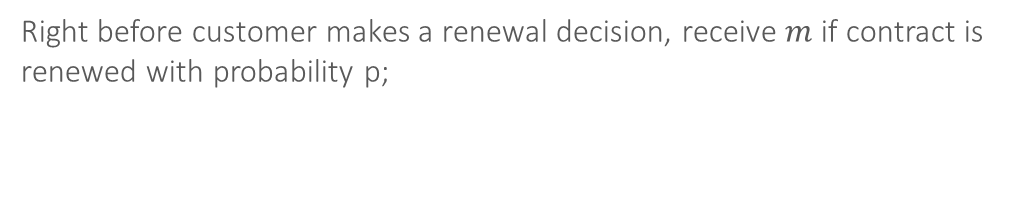 Right before customer makes a renewal decision, receive m if contract is
renewed with probability p;